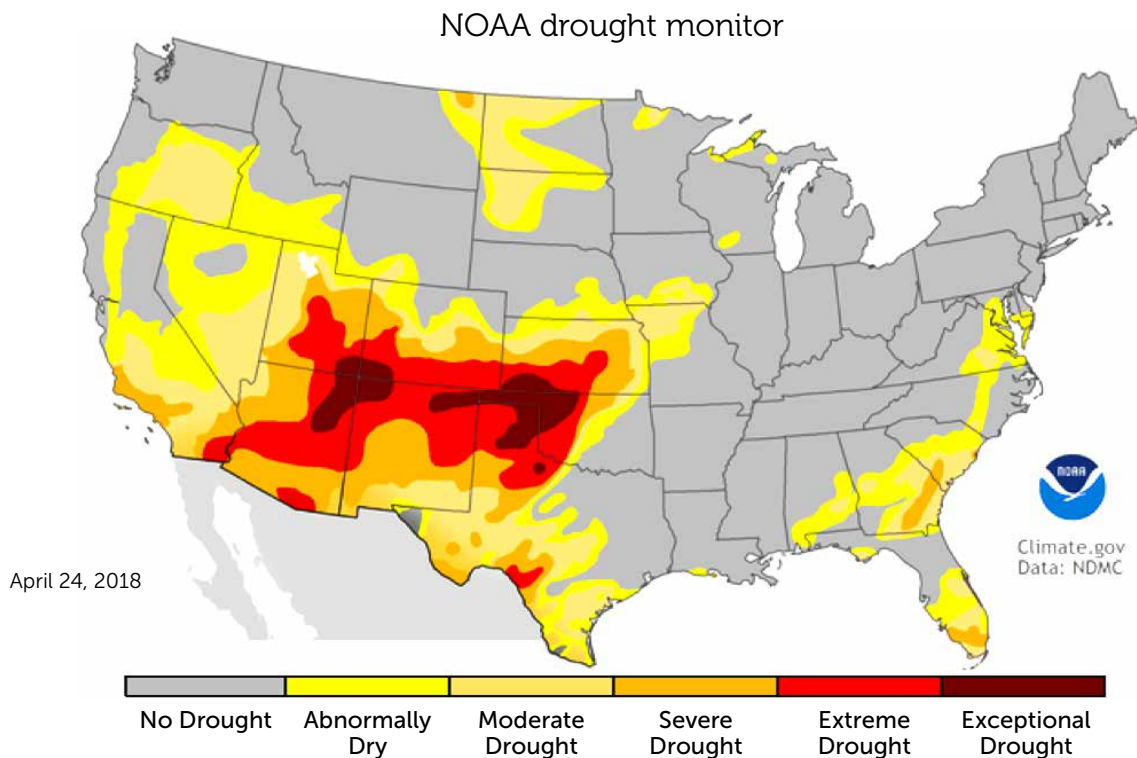 NOAA drought monitor
NOAA
Climate.gov
Data: NDMC
April 24, 2018
No Drought
Abnormally
Dry
Moderate
Drought
Severe
Drought
Extreme
Drought
Exceptional
Drought